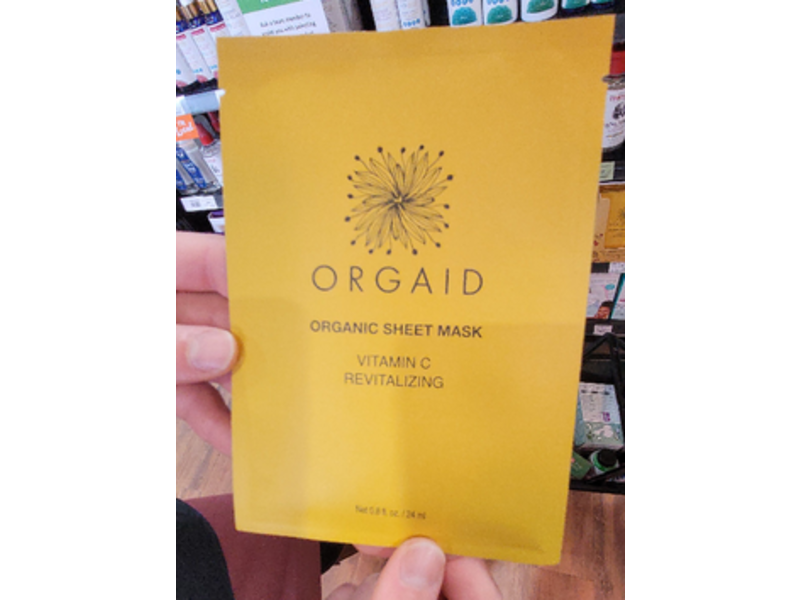 ORGAID
ORGANIC SHEET MASK
VITAMIN C
REVITALIZING
Net 0.8 fl. oz. / 24 ml